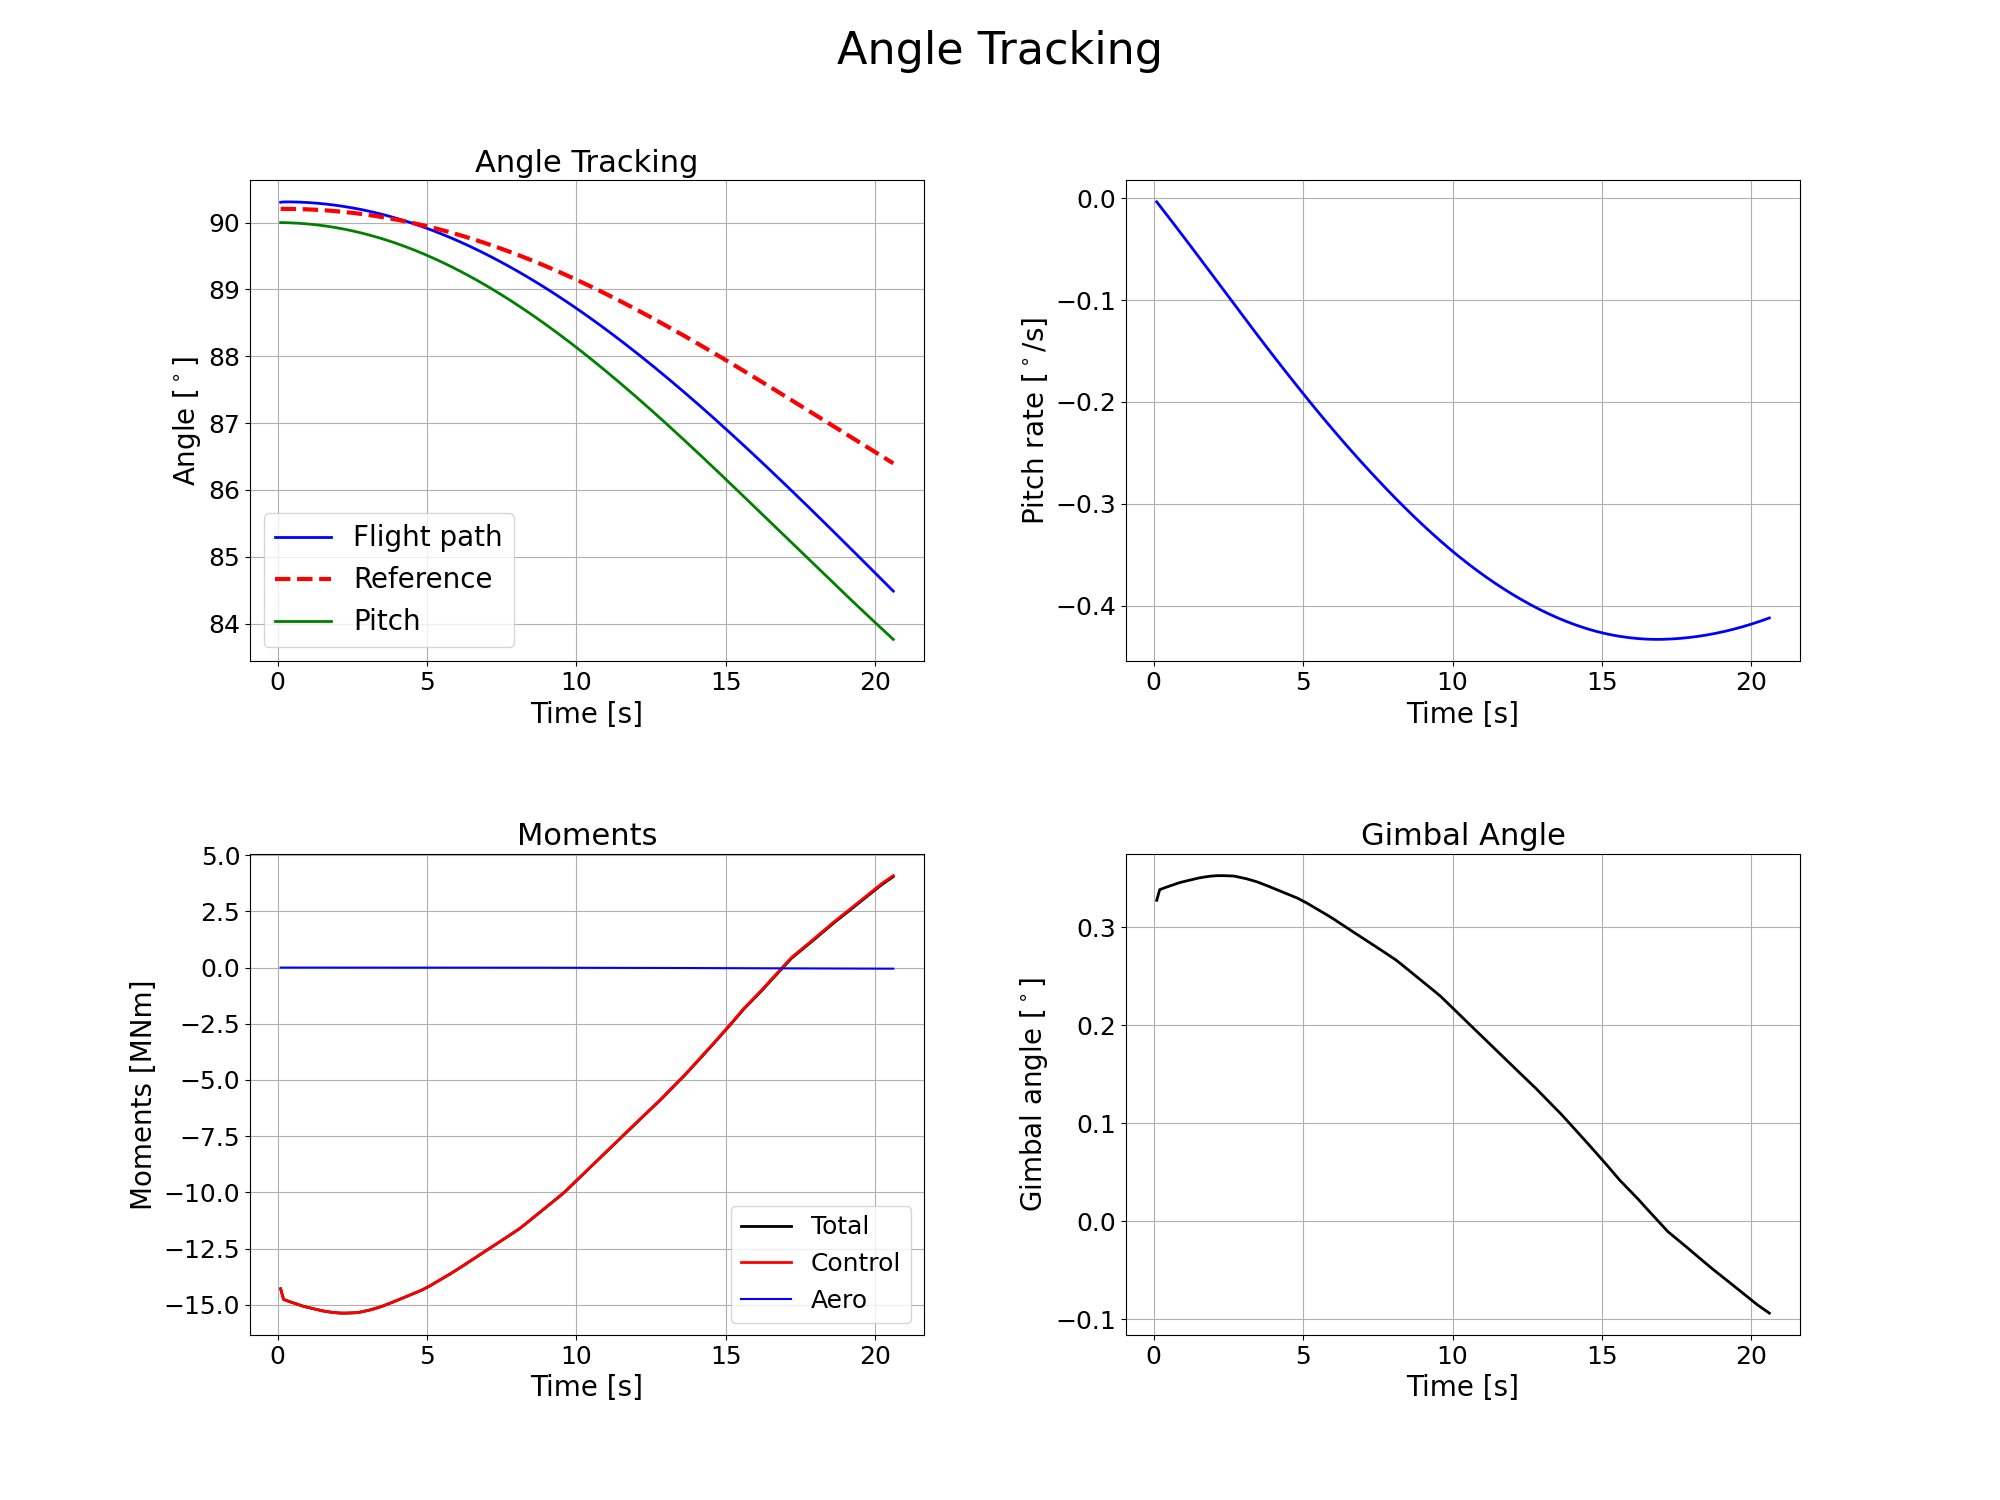 Angle Tracking
Angle Tracking
90
89
88
87
86
85
84
Angle [°]
Flight path
Reference
Pitch
0 5 10 15 20
Time [s]
0.0
−0.1
−0.2
−0.3
−0.4
Pitch rate [°/s]
0 5 10 15 20
Time [s]
Moments
5.0
2.5
0.0
−2.5
−5.0
−7.5
−10.0
−12.5
−15.0
Moments [MNm]
Total
Control
Aero
0 5 10 15 20
Time [s]
Gimbal Angle
0.3
0.2
0.1
0.0
−0.1
Gimbal angle [°]
0 5 10 15 20
Time [s]